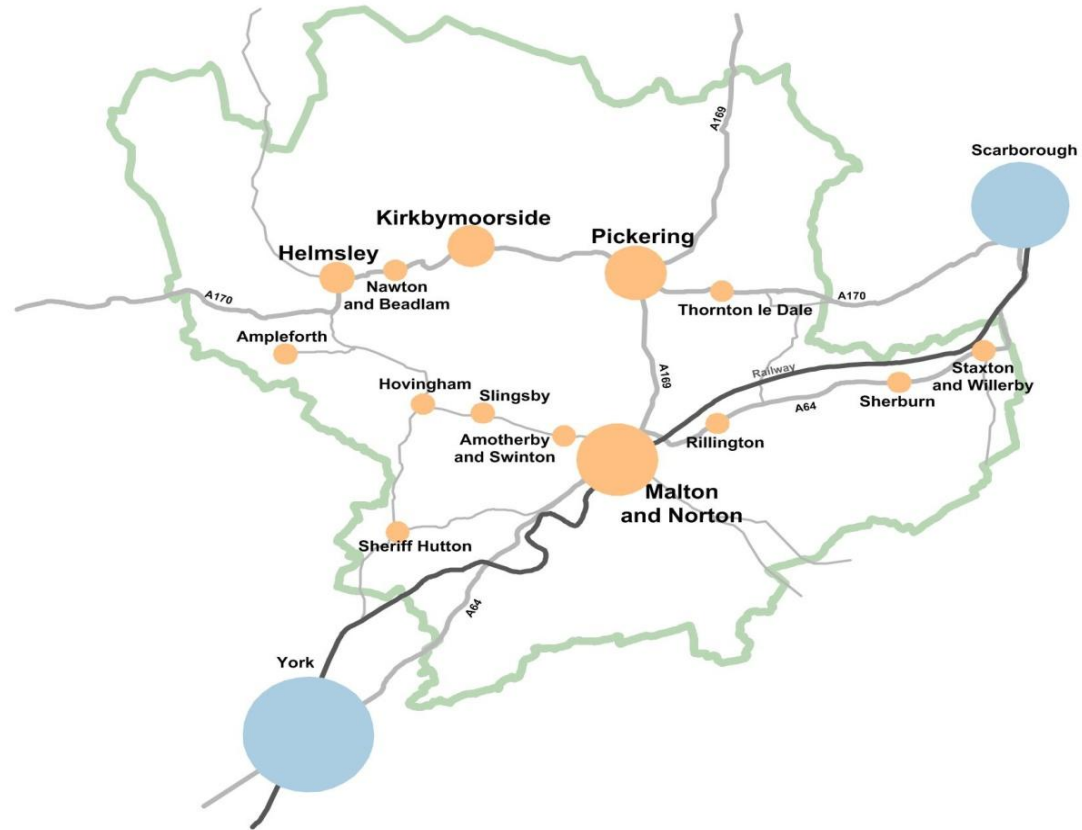 A169
Scarborough
Kirkbymoorside
Pickering
Helmsley
Nawton
and Beadlam
A170
A170
Thornton le Dale
Ampleforth
A169
Railway
Staxton
and Willerby
Hovingham
Slingsby
Sherburn
A64
Amotherby
and Swinton
Rillington
Malton
and Norton
Sheriff Hutton
A64
York